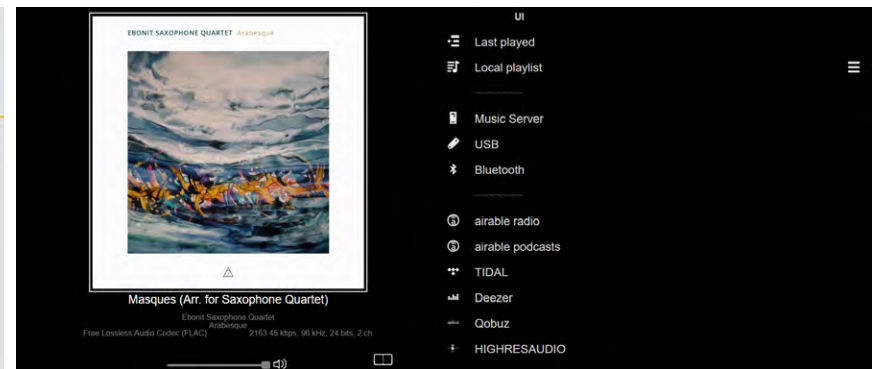 EBONIT SAXOPHONE QUARTET Arabesque
Masques (Arr. for Saxophone Quartet)
Ebonit Saxophone Quartet
Arabesque
Free Lossless Audio Codec (FLAC) 2163.45 kbps, 96 kHz, 24 bits, 2 ch
UI
Last played
Local playlist
Music Server
USB
Bluetooth
airable radio
airable podcasts
TIDAL
Deezer
Qobuz
HIGHRESAUDIO